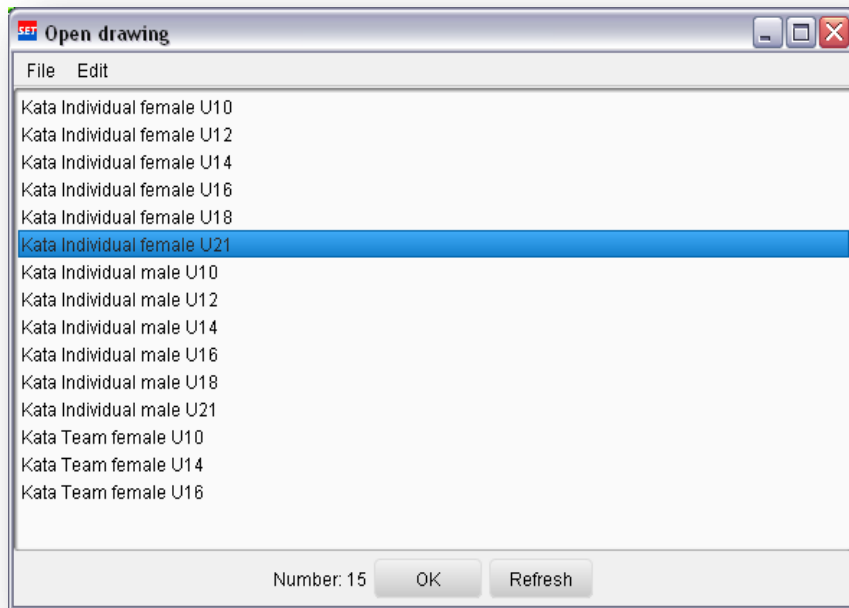 SET Open drawing
File Edit
Kata Individual female U10
Kata Individual female U12
Kata Individual female U14
Kata Individual female U16
Kata Individual female U18
Kata Individual female U21
Kata Individual male U10
Kata Individual male U12
Kata Individual male U14
Kata Individual male U16
Kata Individual male U18
Kata Individual male U21
Kata Team female U10
Kata Team female U14
Kata Team female U16
Number: 15 OK Refresh